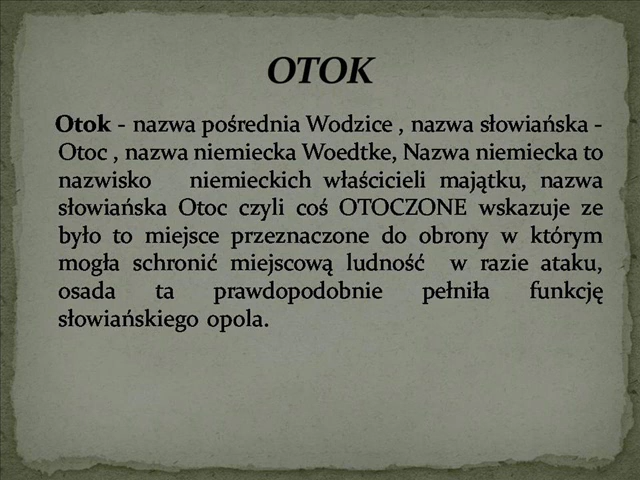 OTOK
Otok - nazwa pośrednia Wodzice , nazwa słowiańska -
Otoc , nazwa niemiecka Woedtke, Nazwa niemiecka to
nazwisko niemieckich właścicieli majątku, nazwa
słowiańska Otoc czyli coś OTOCZONE wskazuje ze
było to miejsce przeznaczone do obrony w którym
mogła schronić miejscową ludność w razie ataku,
osada ta prawdopodobnie pełniła funkcję
słowiańskiego opola.